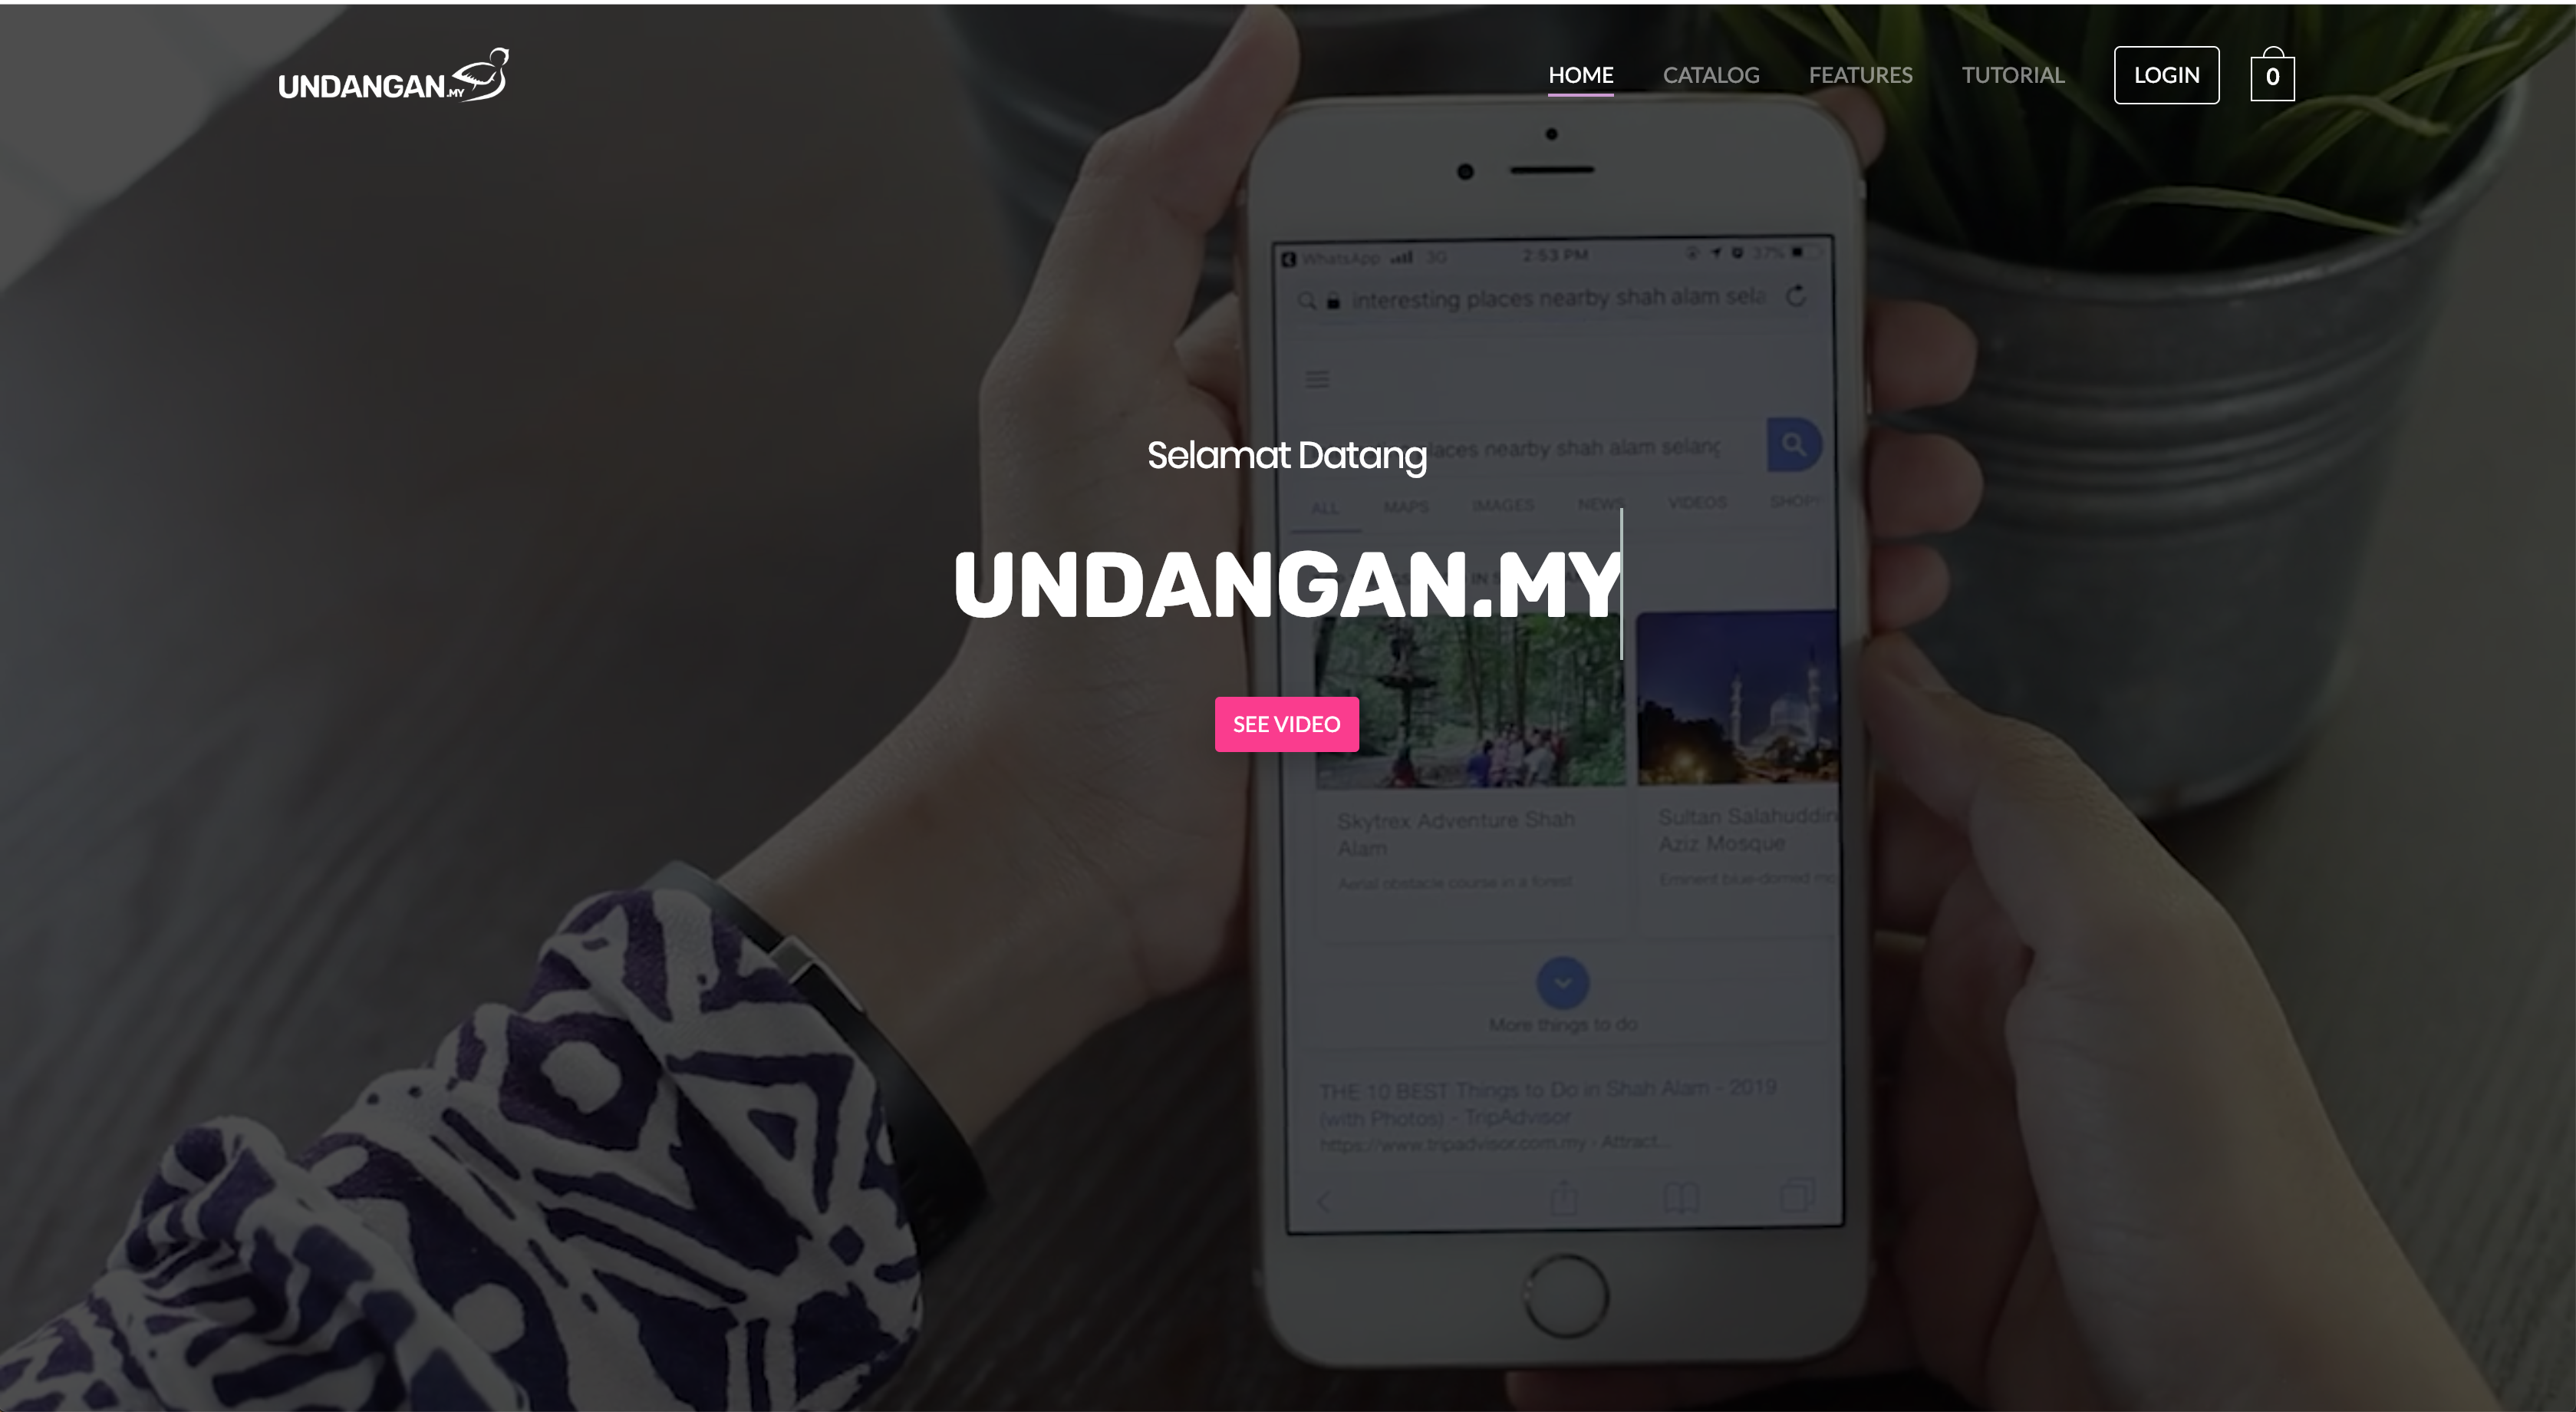 UNDANGAN.MY
HOME CATALOG FEATURES TUTORIAL LOGIN 0
WhatsApp 3G 2:53 PM 37%
interesting places nearby shah alam sela
Selamat Datang
laces nearby shah alam selang
ALL MAPS IMAGES NEWS VIDEOS SHOP
UNDANGAN.MY
SEE VIDEO
Skytrex Adventure Shah Alam
Aerial obstacle course in a forest
Sultan Salahuddin Aziz Mosque
Eminent blue-domed mo
More things to do
THE 10 BEST Things to Do in Shah Alam - 2019
(with Photos) - TripAdvisor
https://www.tripadvisor.com.my - Attract...